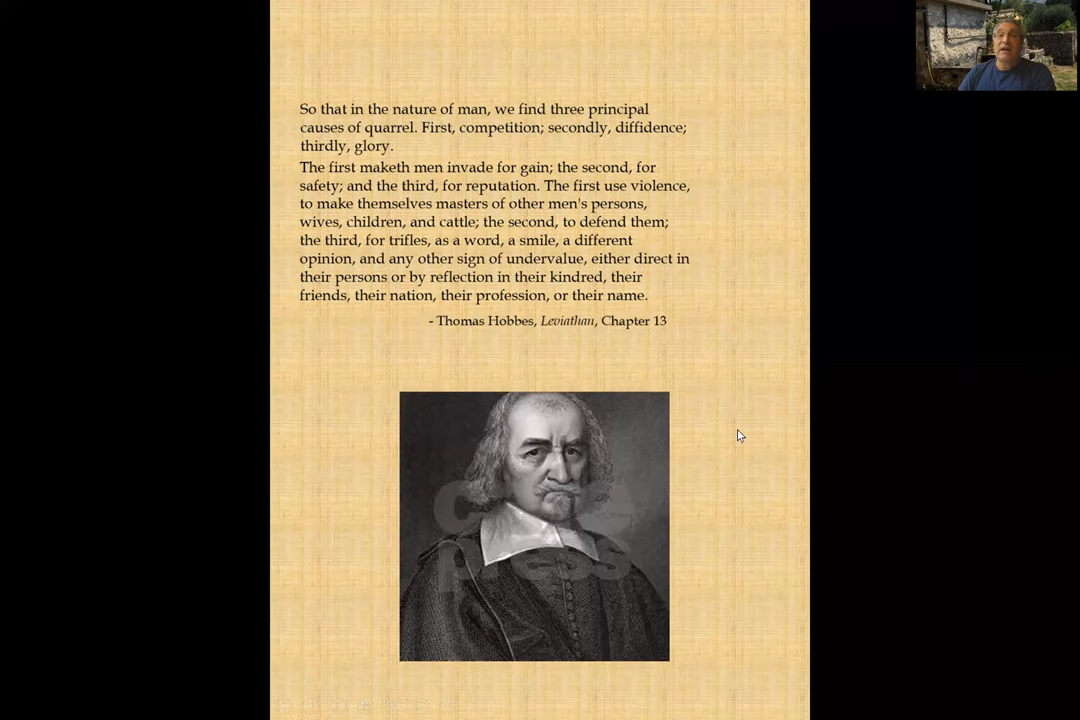 So that in the nature of man, we find three principal
causes of quarrel. First, competition; secondly, diffidence;
thirdly, glory.
The first maketh men invade for gain; the second, for
safety; and the third, for reputation. The first use violence,
to make themselves masters of other men's persons,
wives, children, and cattle; the second, to defend them;
the third, for trifles, as a word, a smile, a different
opinion, and any other sign of undervalue, either direct in
their persons or by reflection in their kindred, their
friends, their nation, their profession, or their name.
- Thomas Hobbes, Leviathan, Chapter 13
press